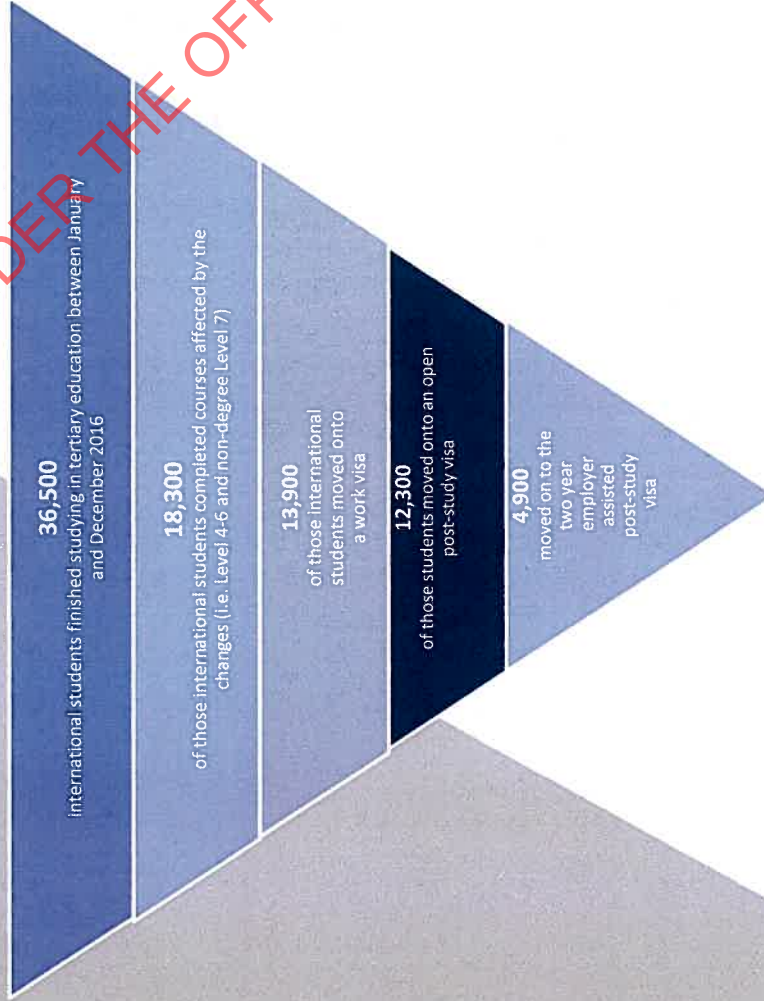 36,500
international students finished studying in tertiary education between January
and December 2016
18,300
of those international students completed courses affected by the
changes (i.e. Level 4-6 and non-degree Level 7)
13,900
of those international
students moved onto
a work visa
12,300
of those students moved onto an open
post-study visa
4,900
moved on to the
two year
employer
assisted
post-study
visa
THE